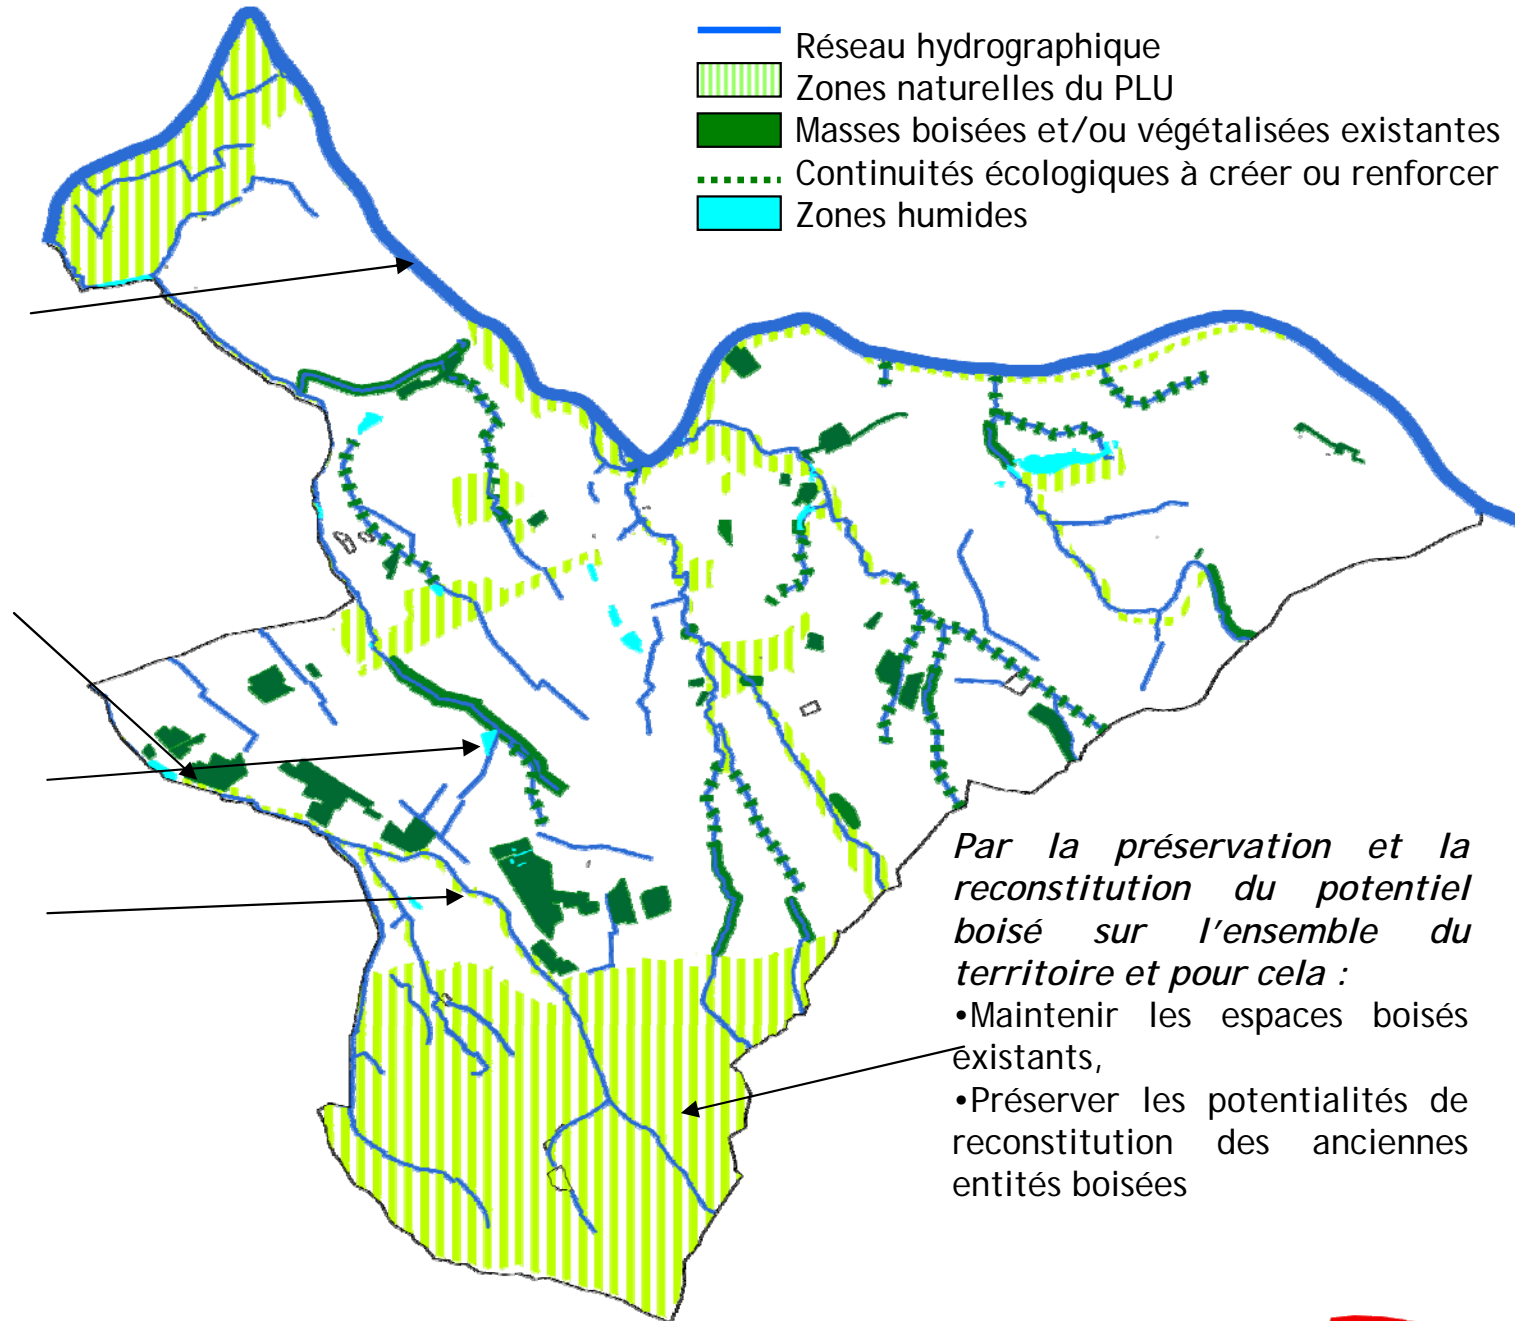 Réseau hydrographique
Zones naturelles du PLU
Masses boisées et/ou végétalisées existantes
Continuités écologiques à créer ou renforcer
Zones humides
Par la préservation et la
reconstitution du potentiel
boisé sur l'ensemble du
territoire et pour cela :
•Maintenir les espaces boisés
existants,
•Préserver les potentialités de
reconstitution des anciennes
entités boisées